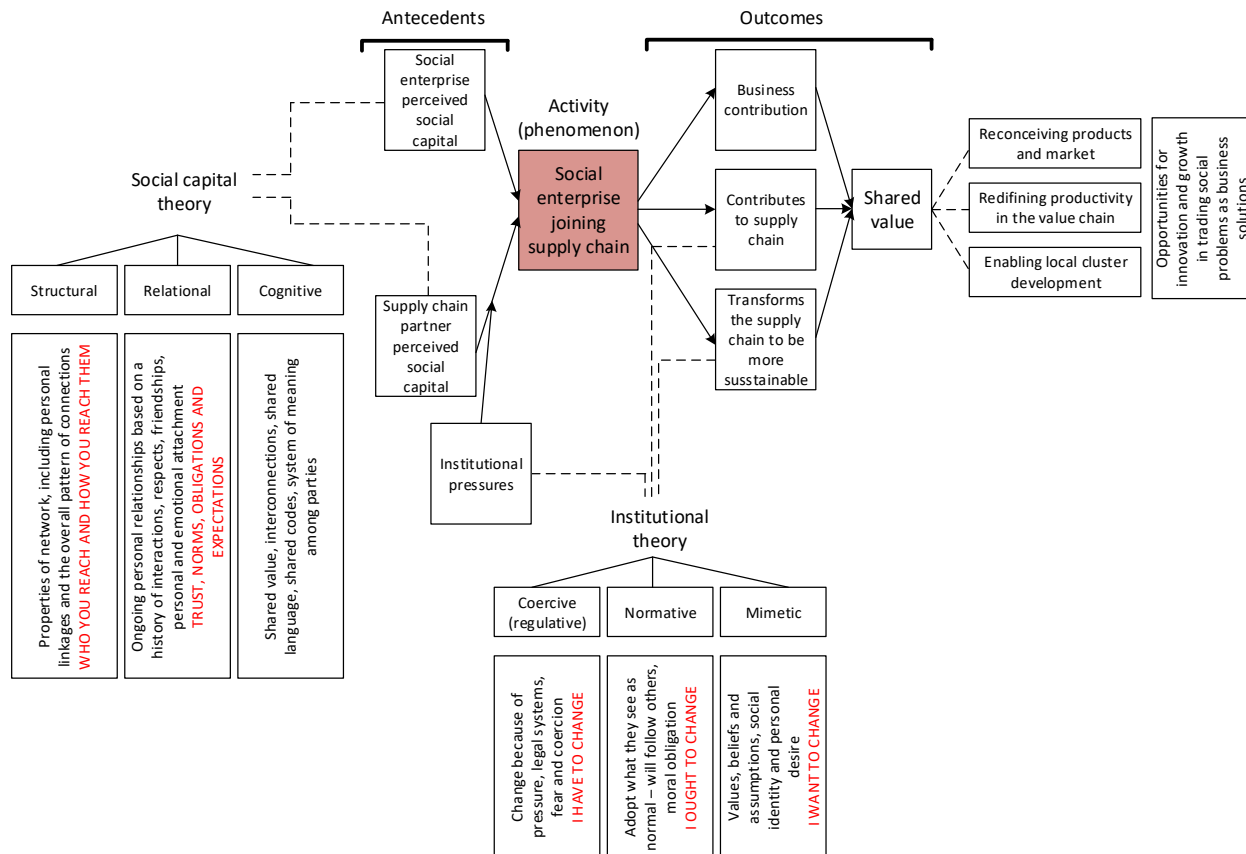 Antecedents
Outcomes
Social
enterprise
perceived
social
capital
Activity
(phenomenon)
Social
enterprise
joining
supply chain
Business
contribution
Contributes to
supply chain
Transforms
the supply
chain to be
more
susstainable
Shared
value
Reconceiving products
and market
Redifining productivity
in the value chain
Enabling local cluster
development
Opportunities for
innovation and growth
in trading social
problems as business
solutions
Social capital
theory
Structural
Relational
Cognitive
Properties of network, including personal
linkages and the overall pattern of connections
WHO YOU REACH AND HOW YOU REACH THEM
Ongoing personal relationships based on a
history of interactions, respects, friendships,
personal and emotional attachment
TRUST, NORMS, OBLIGATIONS AND
EXPECTATIONS
Shared value, interconnections, shared
language, shared codes, system of meaning
among parties
Supply chain
partner
perceived
social
capital
Institutional
pressures
Institutional
theory
Coercive
(regulative)
Normative
Mimetic
Change because of
pressure, legal systems,
fear and coercion
I HAVE TO CHANGE
Adopt what they see as
normal – will follow others,
moral obligation
I OUGHT TO CHANGE
Values, beliefs and
assumptions, social
identity and personal
desire
I WANT TO CHANGE